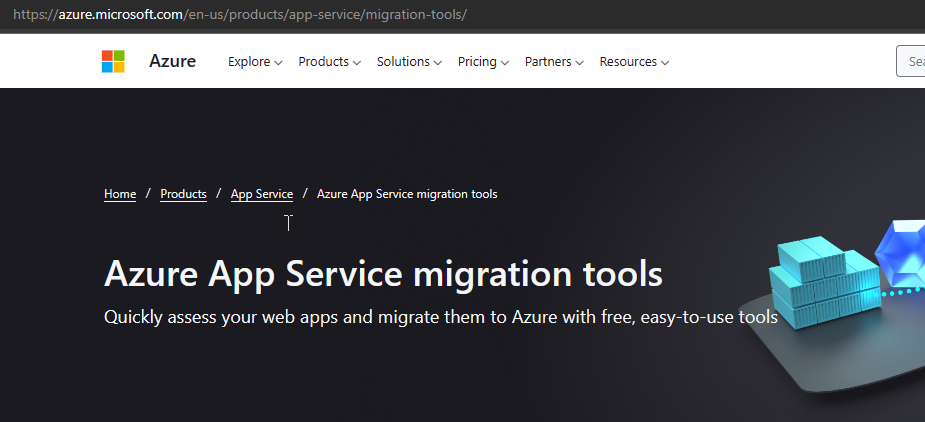 https://azure.microsoft.com/en-us/products/app-service/migration-tools/
Azure Explore Products Solutions Pricing Partners Resources Sea
Home / Products / App Service / Azure App Service migration tools
Azure App Service migration tools
Quickly assess your web apps and migrate them to Azure with free, easy-to-use tools